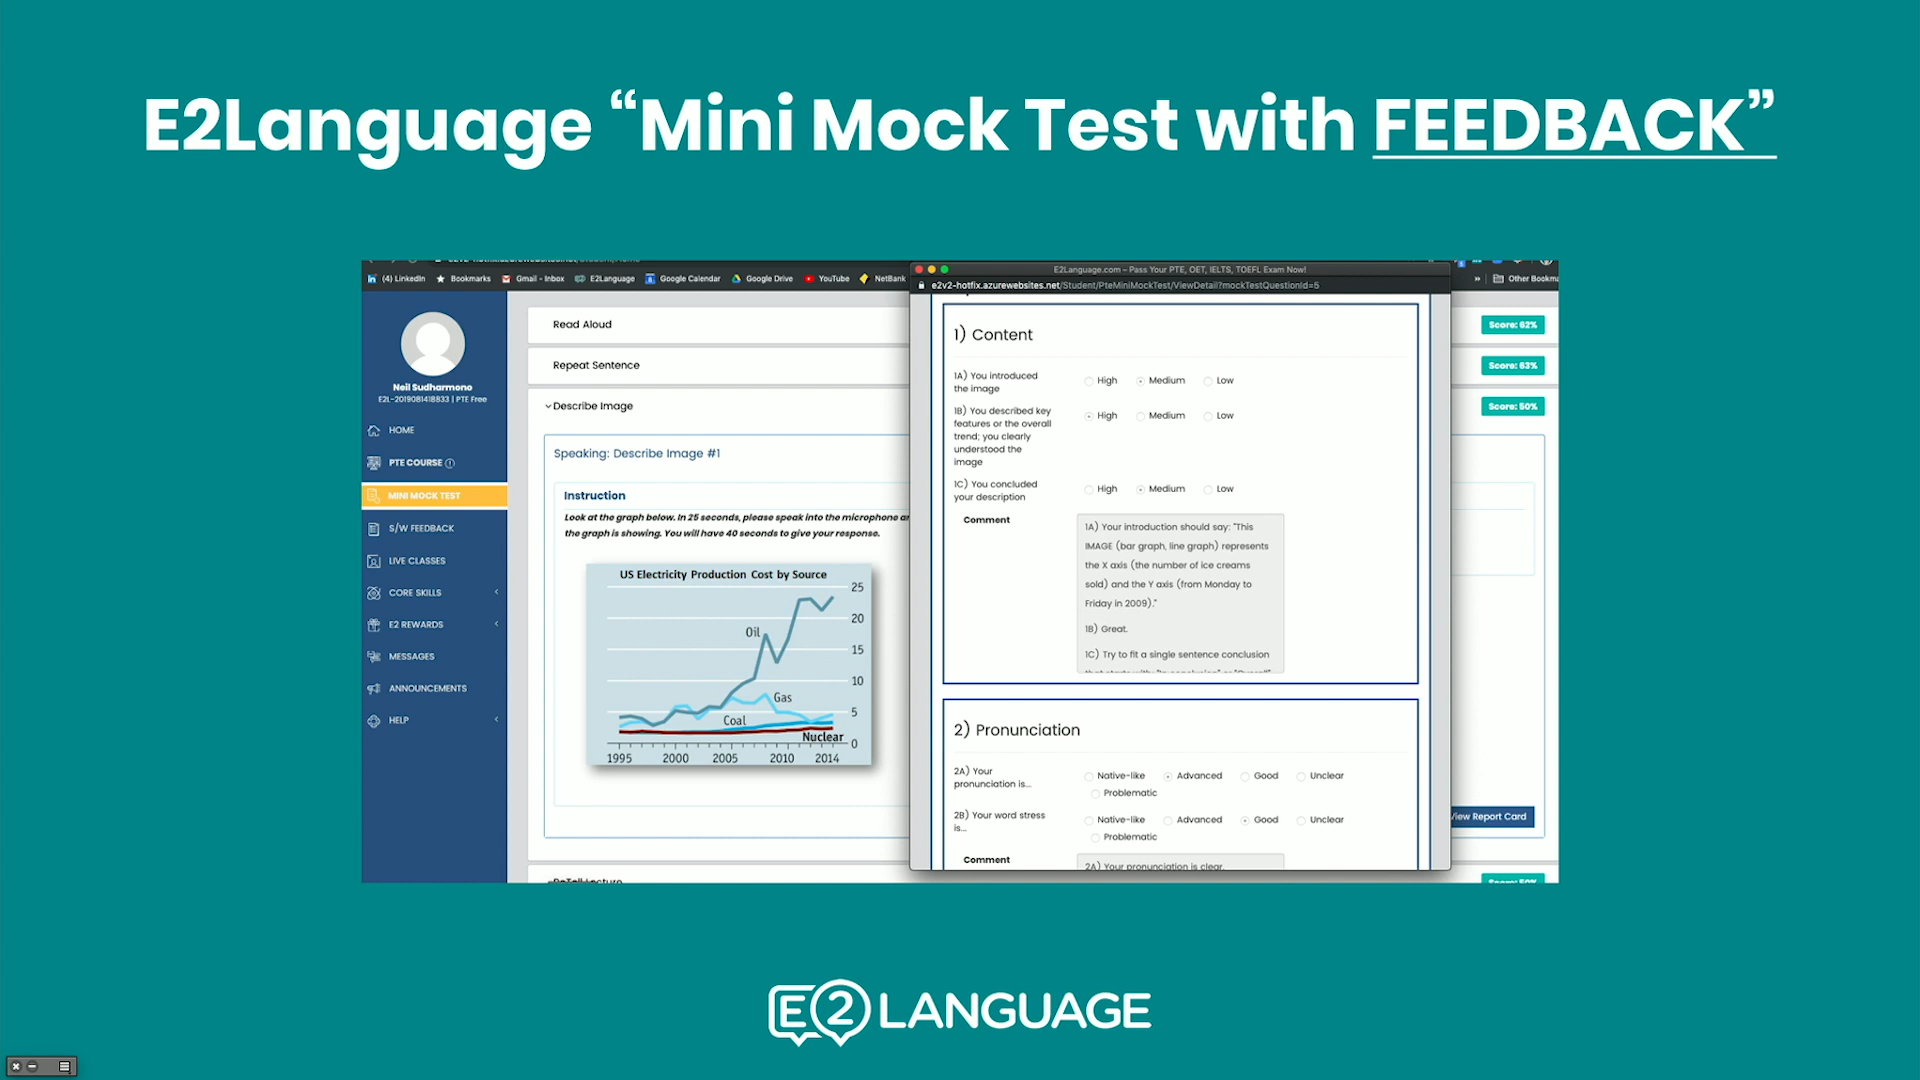 E2Language “Mini Mock Test with FEEDBACK”
(4) LinkedIn Bookmarks Gmail - Inbox E2Language Google Calendar Google Drive YouTube NetBank
» Other Bookma
E2Language.com – Pass Your PTE, OET, IELTS, TOEFL Exam Now!
e2v2-hotfix.azurewebsites.net/Student/PteMiniMockTest/ViewDetail?mockTestQuestionId=5
Neil Sudharmono
E2L-2019081418833 | PTE Free
HOME
PTE COURSE
MINI MOCK TEST
S/W FEEDBACK
LIVE CLASSES
CORE SKILLS
E2 REWARDS
MESSAGES
ANNOUNCEMENTS
HELP
Read Aloud
Score: 62%
Repeat Sentence
Score: 63%
Describe Image
Score: 50%
Speaking: Describe Image #1
Instruction
Look at the graph below. In 25 seconds, please speak into the microphone an
the graph is showing. You will have 40 seconds to give your response.
US Electricity Production Cost by Source
25
20
15
10
5
0
Oil
Gas
Coal
Nuclear
1995 2000 2005 2010 2014
1) Content
1A) You introduced
the image
High Medium Low
1B) You described key
features or the overall
trend; you clearly
understood the
image
High Medium Low
1C) You concluded
your description
High Medium Low
Comment
1A) Your introduction should say: "This
IMAGE (bar graph, line graph) represents
the X axis (the number of ice creams
sold) and the Y axis (from Monday to
Friday in 2009)."
1B) Great.
1C) Try to fit a single sentence conclusion
2) Pronunciation
2A) Your
pronunciation is...
Native-like Advanced Good Unclear
Problematic
2B) Your word stress
is...
Native-like Advanced Good Unclear
Problematic
Comment
2A) Your pronunciation is clear.
View Report Card
E2 LANGUAGE